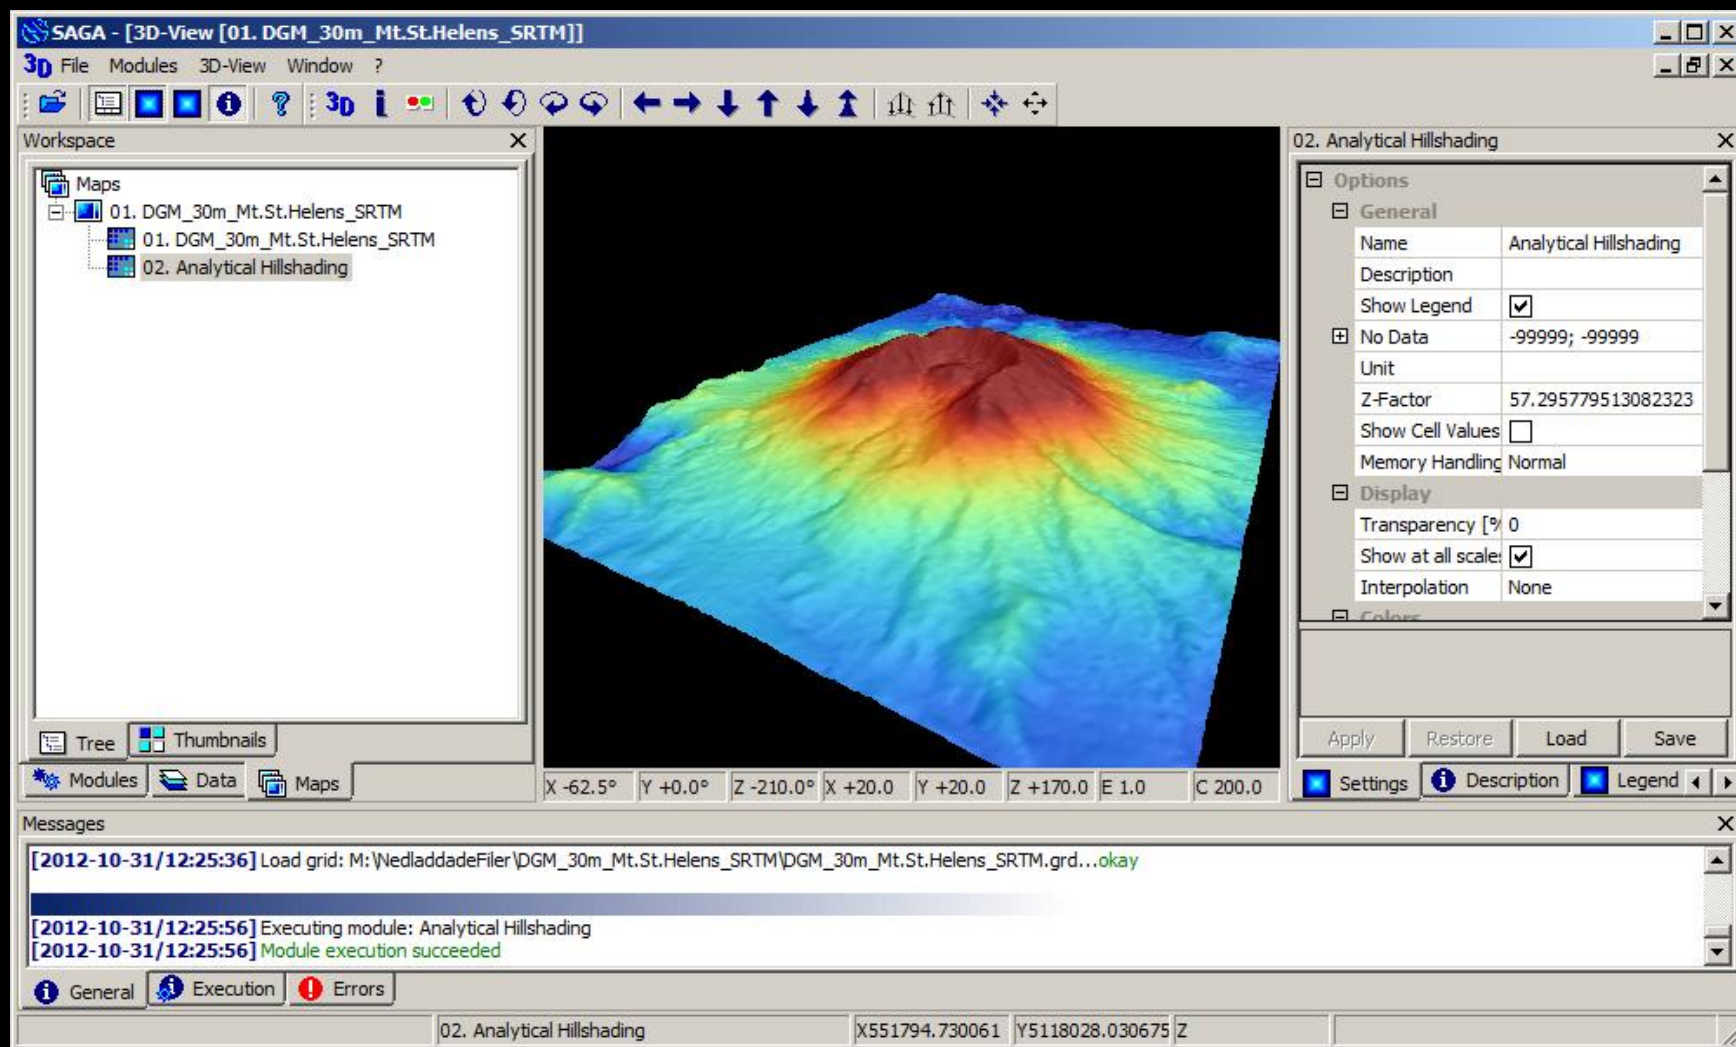 SAGA - [3D-View [01. DGM_30m_Mt.St.Helens_SRTM]]
3D File Modules 3D-View Window ?
3D
Workspace
Maps
01. DGM_30m_Mt.St.Helens_SRTM
01. DGM_30m_Mt.St.Helens_SRTM
02. Analytical Hillshading
Tree Thumbnails
Modules Data Maps
X -62.5° Y +0.0° Z -210.0° X +20.0 Y +20.0 Z +170.0 E 1.0 C 200.0
02. Analytical Hillshading
Options
General
Name Analytical Hillshading
Description
Show Legend
No Data -99999; -99999
Unit
Z-Factor 57.295779513082323
Show Cell Values
Memory Handling Normal
Display
Transparency [% 0
Show at all scales
Interpolation None
Colors
Apply Restore Load Save
Settings Description Legend
Messages
[2012-10-31/12:25:36] Load grid: M:\NedladdadeFiler\DGM_30m_Mt.St.Helens_SRTM\DGM_30m_Mt.St.Helens_SRTM.grd...okay
[2012-10-31/12:25:56] Executing module: Analytical Hillshading
[2012-10-31/12:25:56] Module execution succeeded
General Execution Errors
02. Analytical Hillshading X551794.730061 Y5118028.030675 Z